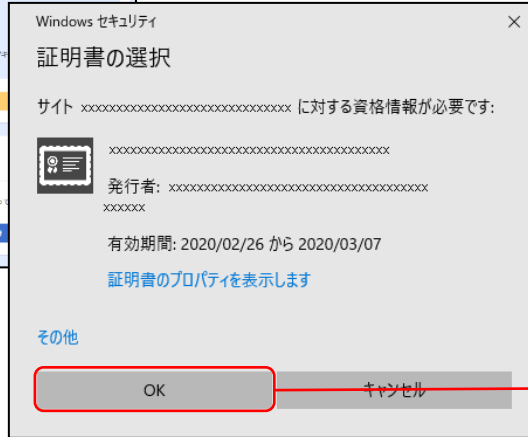 Windows セキュリティ
証明書の選択
サイト xxxxxxxxxxxxxxxxxxxxxxxxxxxxxx に対する資格情報が必要です:
xxxxxxxxxxxxxxxxxxxxxxxxxxxxxxxxxxxxxxxx
発行者: xxxxxxxxxxxxxxxxxxxxxxxxxxxxxxxxxxxxx
xxxxxx
有効期間: 2020/02/26 から 2020/03/07
証明書のプロパティを表示します
その他
OK キャンセル